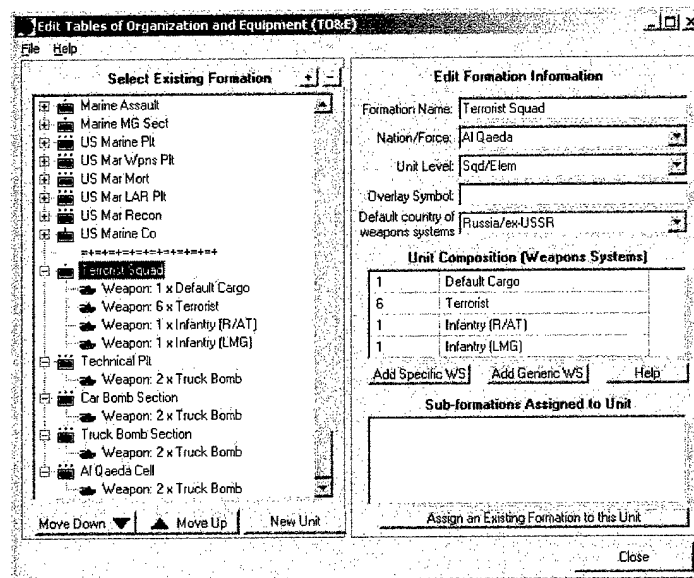 Edit Tables of Organization and Equipment (TO&E)
File Help
Select Existing Formation + -
Marine Assault
Marine MG Sect
US Marine Plt
US Mar Wpns Plt
US Mar Mort
US Mar LAR Plt
US Mar Recon
US Marine Co
=+=+=+=+=+=+=+=+=+
Terrorist Squad
Weapon: 1 x Default Cargo
Weapon: 6 x Terrorist
Weapon: 1 x Infantry (R/AT)
Weapon: 1 x Infantry (LMG)
Technical Plt
Weapon: 2 x Truck Bomb
Car Bomb Section
Weapon: 2 x Truck Bomb
Truck Bomb Section
Weapon: 2 x Truck Bomb
Al Qaeda Cell
Weapon: 2 x Truck Bomb
Move Down Move Up New Unit
Edit Formation Information
Formation Name: Terrorist Squad
Nation/Force: Al Qaeda
Unit Level: Sqd/Elem
Overlay Symbol:
Default country of
weapons systems Russia/ex-USSR
Unit Composition (Weapons Systems)
1 Default Cargo
6 Terrorist
1 Infantry (R/AT)
1 Infantry (LMG)
Add Specific WS Add Generic WS Help
Sub-formations Assigned to Unit
Assign an Existing Formation to this Unit
Close